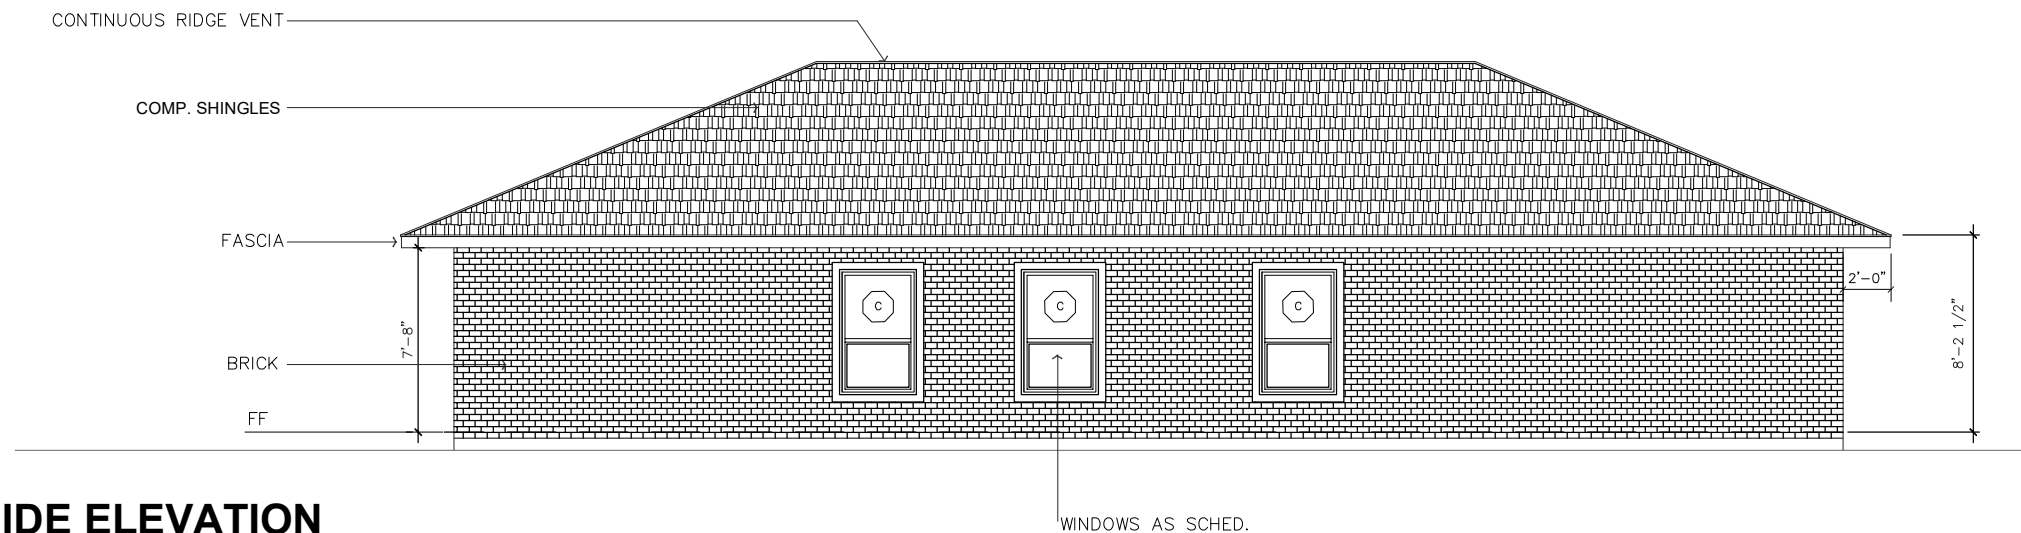 CONTINUOUS RIDGE VENT
COMP. SHINGLES
FASCIA
2'-0"
C C C
7'-8"
8'-2 1/2"
BRICK
FF
IDE ELEVATION
WINDOWS AS SCHED.